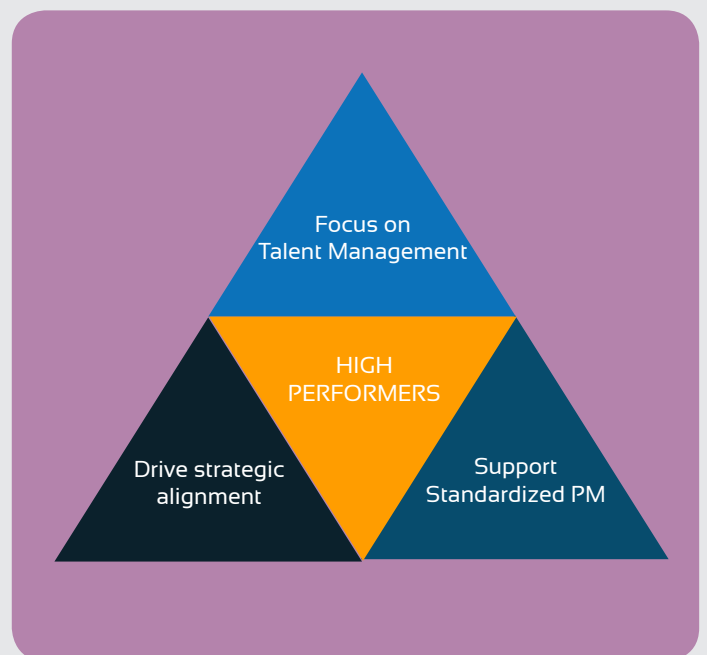 Focus on
Talent Management
HIGH
PERFORMERS
Drive strategic
alignment
Support
Standardized PM